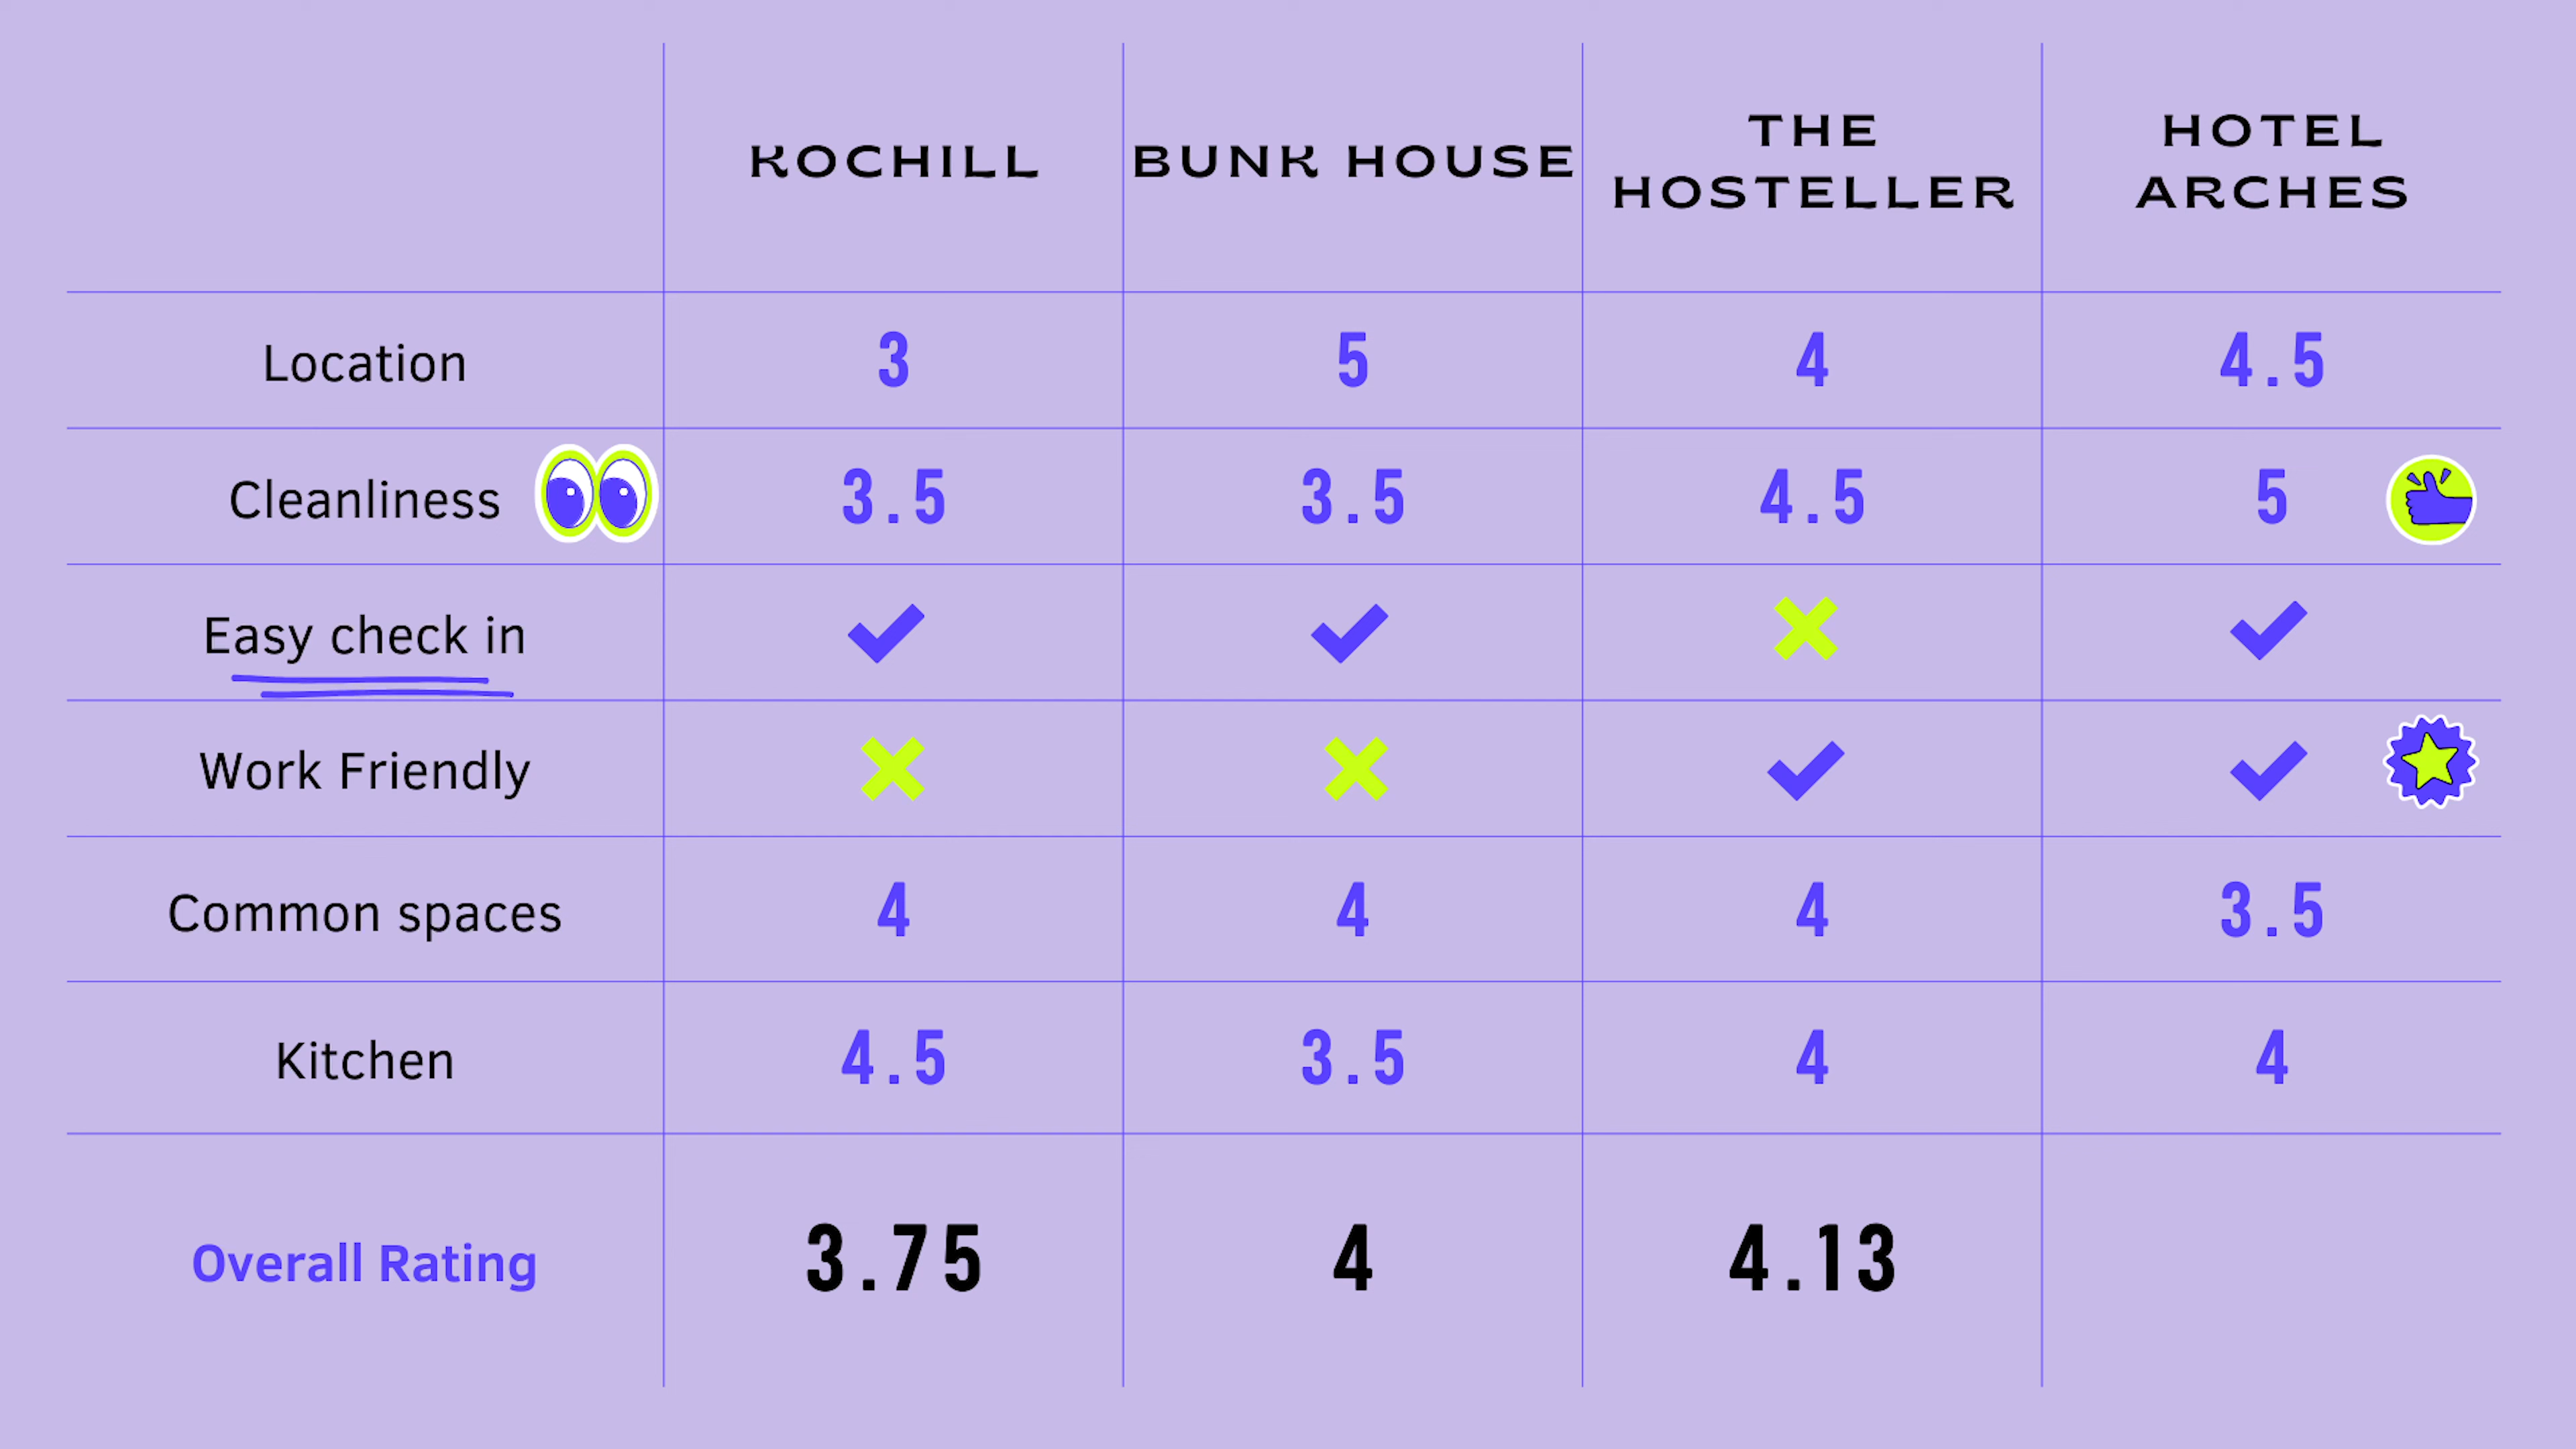 KOCHILL
BUNK HOUSE
THE
HOSTELLER
HOTEL
ARCHES
Location
3
5
4
4.5
Cleanliness
3.5
3.5
4.5
5
Easy check in
Work Friendly
Common spaces
4
4
4
3.5
Kitchen
4.5
3.5
4
4
Overall Rating
3.75
4
4.13